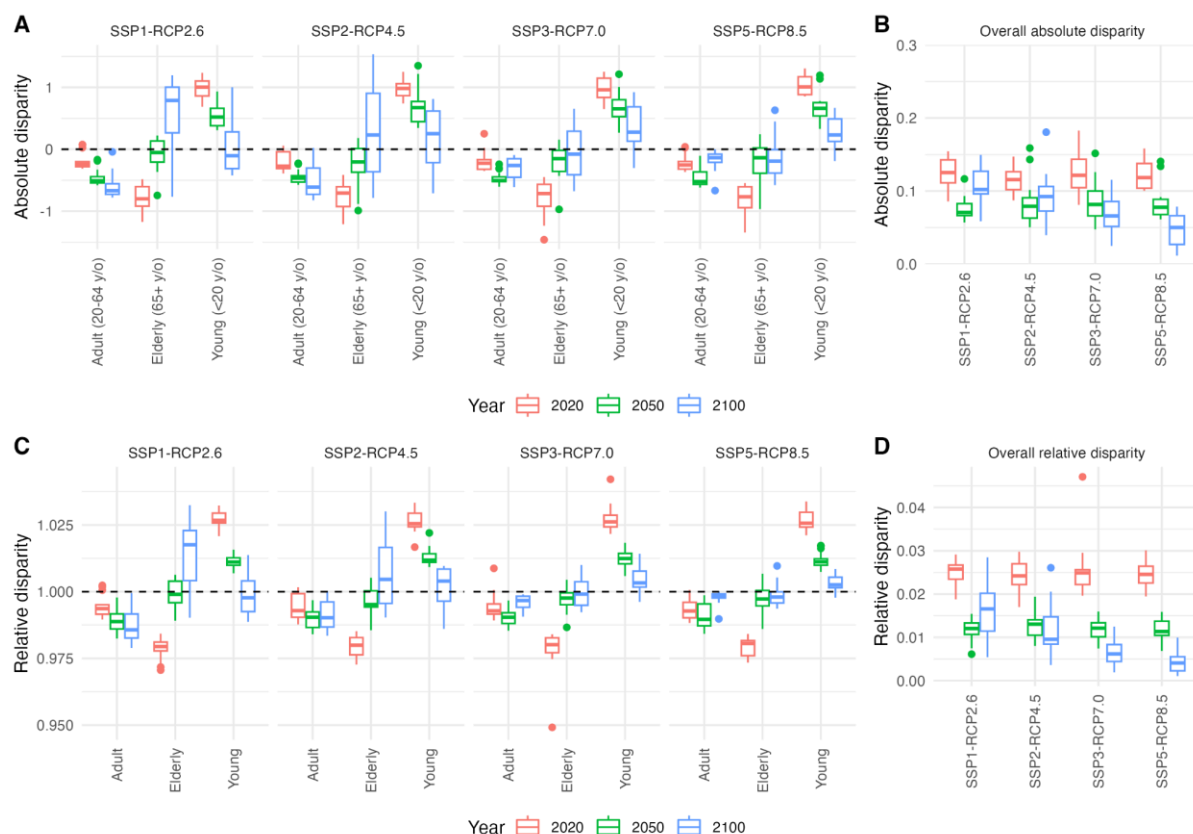 A
SSP1-RCP2.6 SSP2-RCP4.5 SSP3-RCP7.0 SSP5-RCP8.5
Absolute disparity
1
0
-1
Adult (20-64 y/o) Elderly (65+ y/o) Young (<20 y/o) Adult (20-64 y/o) Elderly (65+ y/o) Young (<20 y/o) Adult (20-64 y/o) Elderly (65+ y/o) Young (<20 y/o) Adult (20-64 y/o) Elderly (65+ y/o) Young (<20 y/o)
B
Overall absolute disparity
Absolute disparity
0.3
0.2
0.1
0.0
SSP1-RCP2.6 SSP2-RCP4.5 SSP3-RCP7.0 SSP5-RCP8.5
Year 2020 2050 2100
C
SSP1-RCP2.6 SSP2-RCP4.5 SSP3-RCP7.0 SSP5-RCP8.5
Relative disparity
1.025
1.000
0.975
0.950
Adult Elderly Young Adult Elderly Young Adult Elderly Young Adult Elderly Young
D
Overall relative disparity
Relative disparity
0.05
0.04
0.03
0.02
0.01
0.00
SSP1-RCP2.6 SSP2-RCP4.5 SSP3-RCP7.0 SSP5-RCP8.5
Year 2020 2050 2100